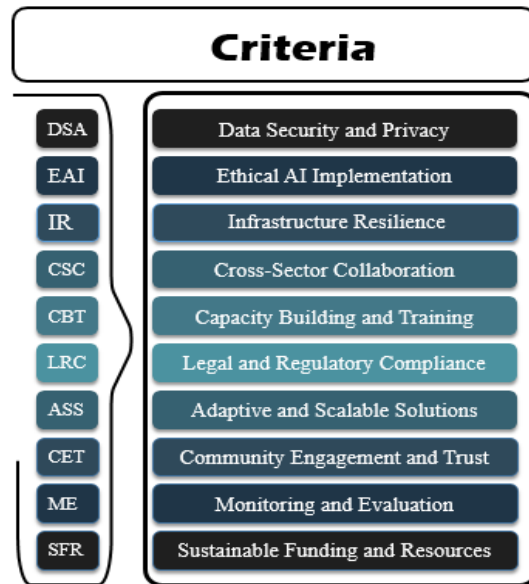 Criteria
DSA Data Security and Privacy
EAI Ethical AI Implementation
IR Infrastructure Resilience
CSC Cross-Sector Collaboration
CBT Capacity Building and Training
LRC Legal and Regulatory Compliance
ASS Adaptive and Scalable Solutions
CET Community Engagement and Trust
ME Monitoring and Evaluation
SFR Sustainable Funding and Resources